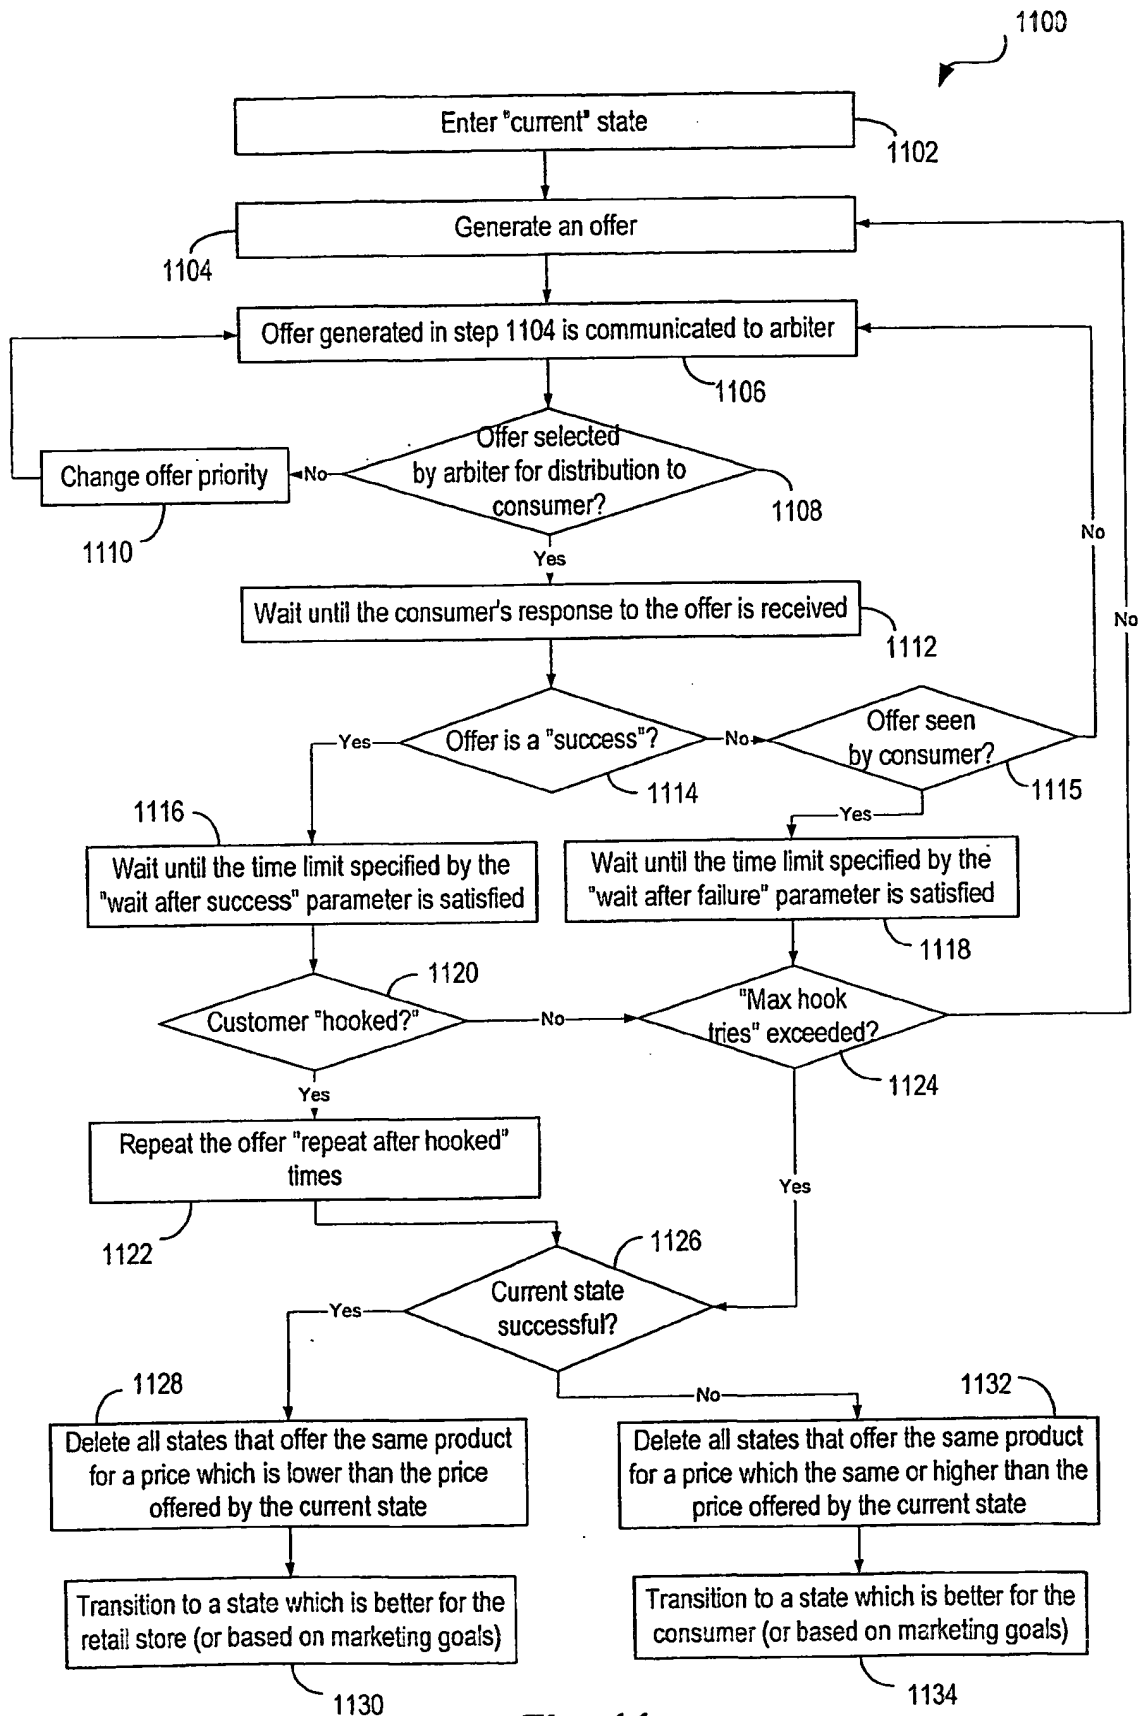 1100
Enter "current" state
1102
Generate an offer
1104
Offer generated in step 1104 is communicated to arbiter
1106
Offer selected
by arbiter for distribution to
consumer?
1108
No
Change offer priority
1110
Yes
No
Wait until the consumer's response to the offer is received
1112
No
Offer is a "success"?
1114
Yes
No
Offer seen
by consumer?
1115
Yes
1116
Wait until the time limit specified by the
"wait after success" parameter is satisfied
Wait until the time limit specified by the
"wait after failure" parameter is satisfied
1118
1120
Customer "hooked?"
No
"Max hook
tries" exceeded?
1124
Yes
Repeat the offer "repeat after hooked"
times
1122
Yes
1126
Current state
successful?
Yes
No
1128
Delete all states that offer the same product
for a price which is lower than the price
offered by the current state
1132
Delete all states that offer the same product
for a price which the same or higher than the
price offered by the current state
Transition to a state which is better for the
retail store (or based on marketing goals)
1130
Transition to a state which is better for the
consumer (or based on marketing goals)
1134